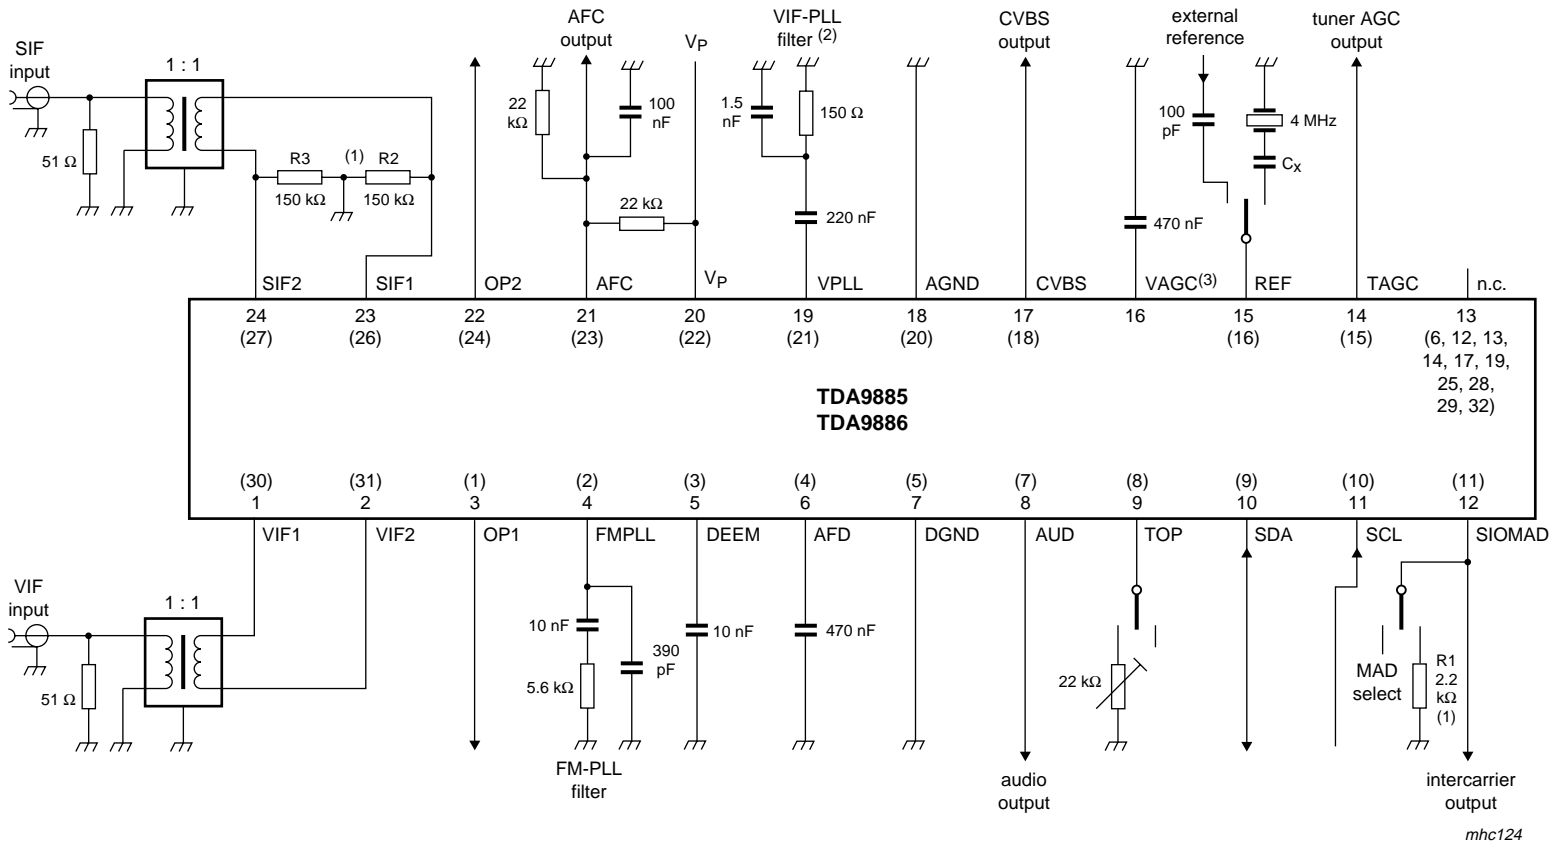 AFC
output
VIF-PLL
filter (2)
CVBS
output
external
reference
tuner AGC
output
SIF
input
1 : 1
VP
22
kΩ
100
nF
1.5
nF
150 Ω
100
pF
4 MHz
CX
51 Ω
R3
(1)
R2
150 kΩ
150 kΩ
22 kΩ
220 nF
470 nF
SIF2
SIF1
OP2
AFC
VP
VPLL
AGND
CVBS
VAGC(3)
REF
TAGC
n.c.
24
23
22
21
20
19
18
17
16
15
14
13
(27)
(26)
(24)
(23)
(22)
(21)
(20)
(18)
(16)
(15)
(6, 12, 13,
14, 17, 19,
25, 28,
29, 32)
TDA9885
TDA9886
(30)
(31)
(1)
(2)
(3)
(4)
(5)
(7)
(8)
(9)
(10)
(11)
1
2
3
4
5
6
7
8
9
10
11
12
VIF1
VIF2
OP1
FMPLL
DEEM
AFD
DGND
AUD
TOP
SDA
SCL
SIOMAD
VIF
input
1 : 1
51 Ω
10 nF
5.6 kΩ
390
pF
10 nF
470 nF
22 kΩ
MAD
select
R1
2.2
kΩ
(1)
FM-PLL
filter
audio
output
intercarrier
output
mhc124